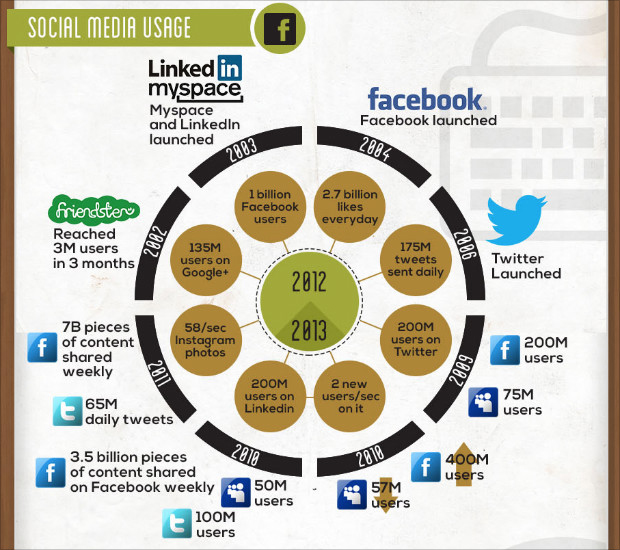 SOCIAL MEDIA USAGE
f
Linked in
myspace
Myspace
and LinkedIn
launched
facebook
Facebook launched
2003
2004
friendster
Reached
3M users
in 3 months
2002
1 billion
Facebook
users
2.7 billion
likes
everyday
2006
Twitter
Launched
135M
users on
Google+
175M
tweets
sent daily
2012
2013
58/sec
Instagram
photos
200M
users on
Twitter
200M
users on
Linkedin
2 new
users/sec
on it
f
7B pieces
of content
shared
weekly
2011
2009
f
200M
users
t
65M
daily tweets
75M
users
f
3.5 billion pieces
of content shared
on Facebook weekly
2010
2010
f
400M
users
50M
users
57M
users
t
100M
users